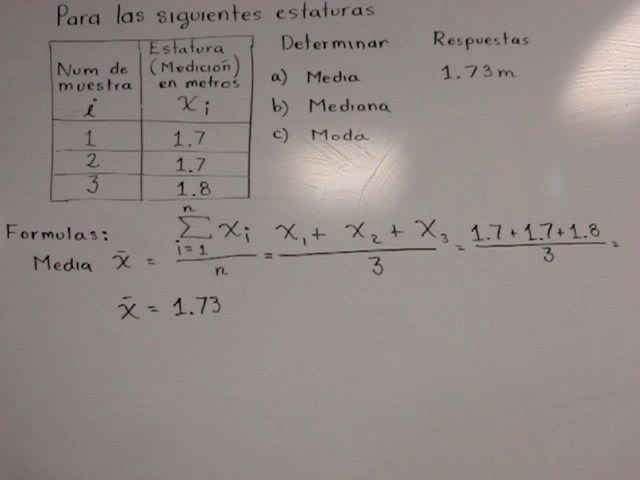 Para las siguientes estaturas
Num de muestra i | Estatura (Medición) en metros Xi
1 | 1.7
2 | 1.7
3 | 1.8
Determinar
a) Media
b) Mediana
c) Moda
Respuestas
1.73 m
Formulas:
Media x̄ = (∑_{i=1}^{n} Xi)/n = (X₁ + X₂ + X₃)/3 = (1.7 + 1.7 + 1.8)/3 =
x̄ = 1.73